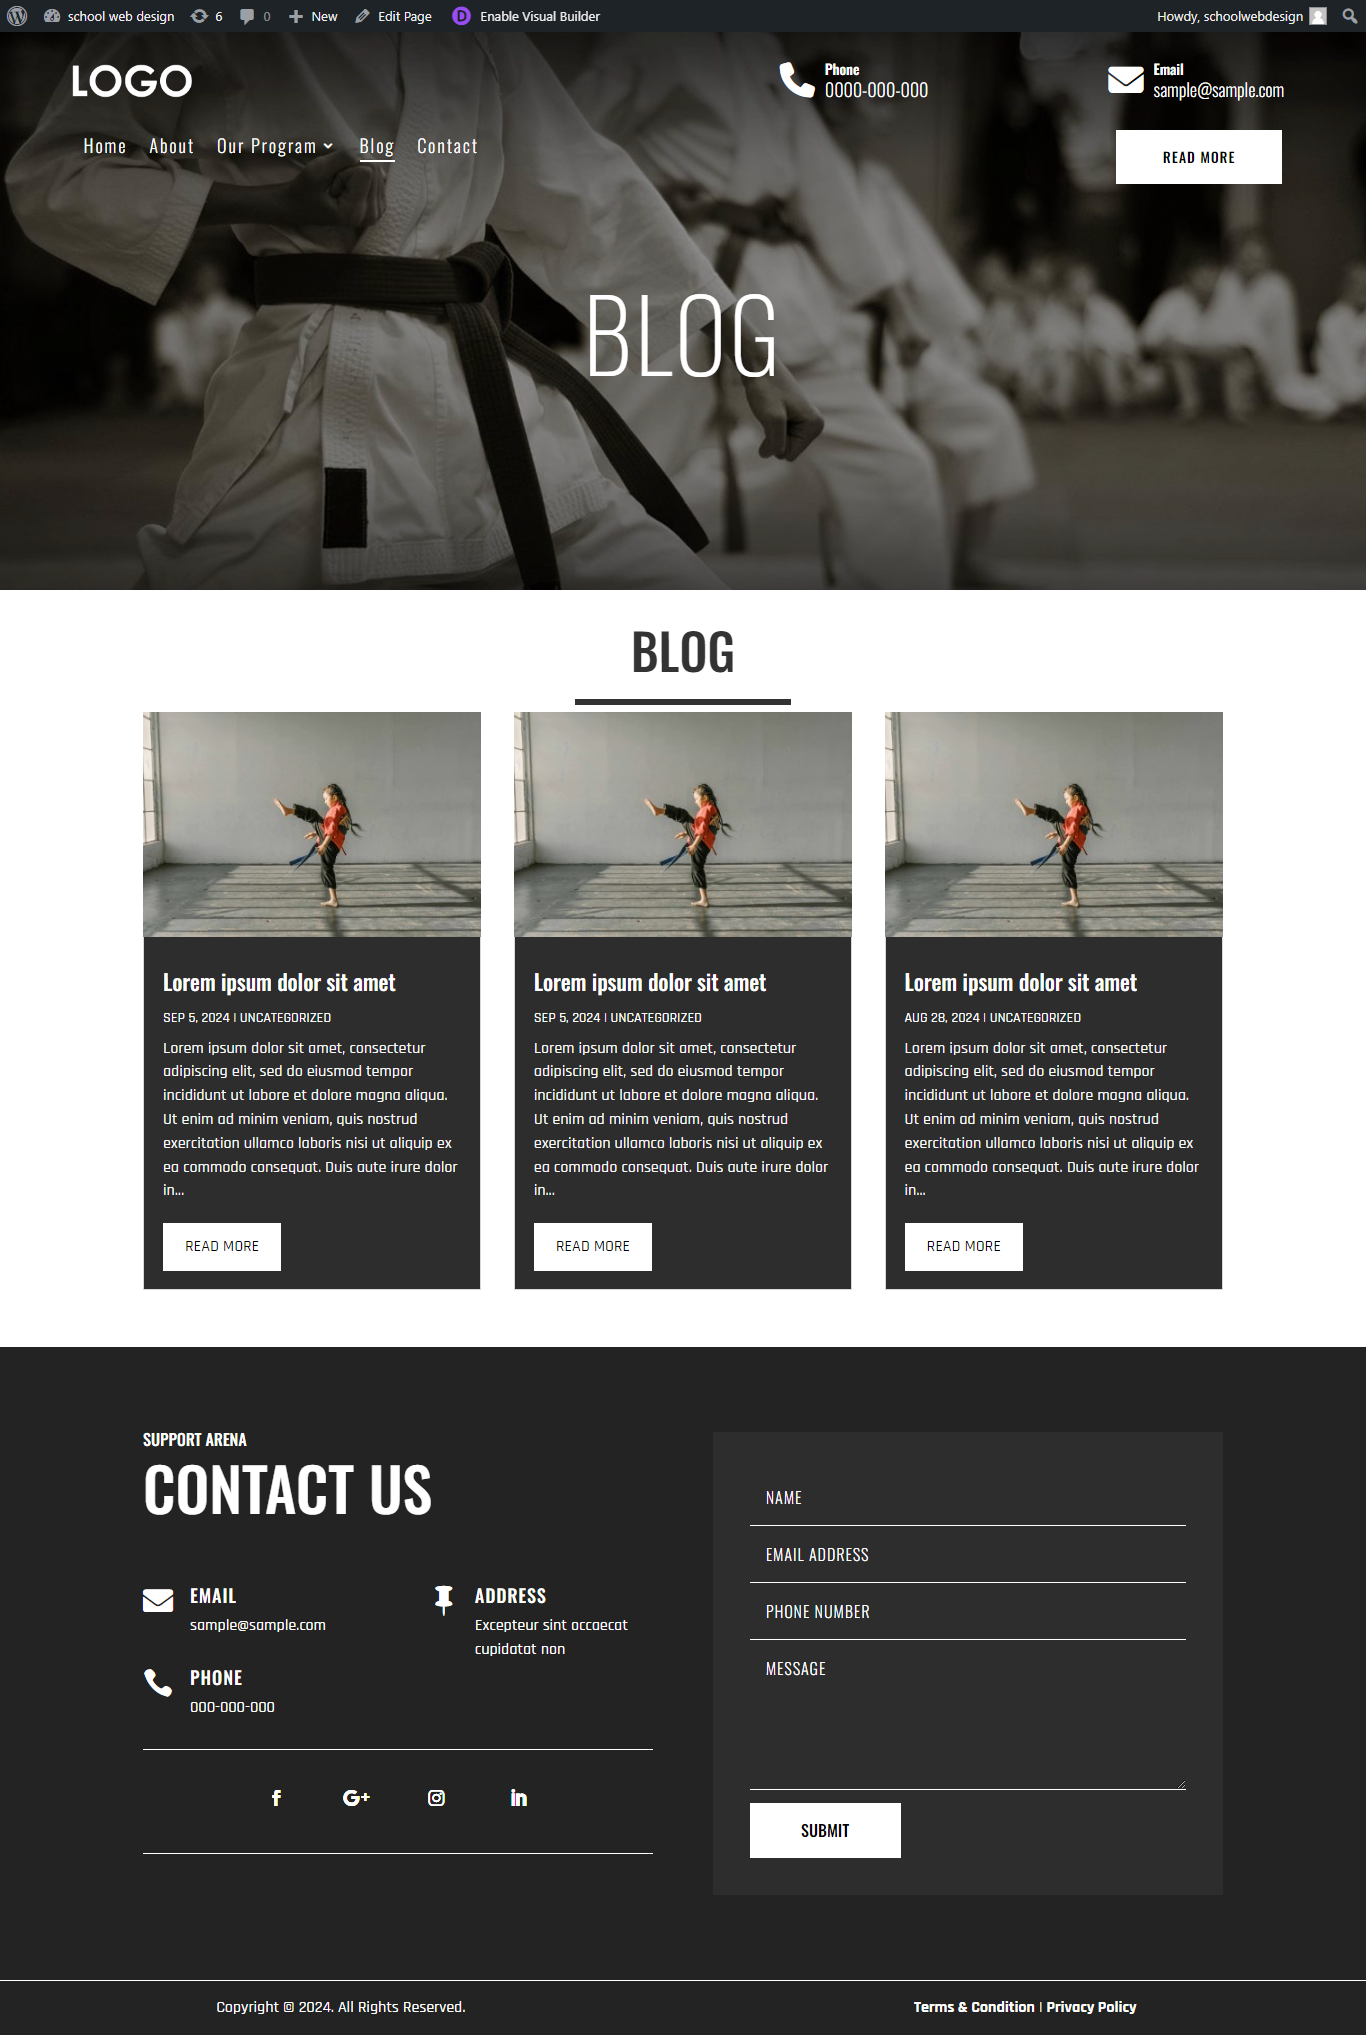 school web design 6 0 New Edit Page Enable Visual Builder Howdy, schoolwebdesign
LOGO
Phone
0000-000-000
Email
sample@sample.com
Home About Our Program Blog Contact
READ MORE
BLOG
BLOG
Lorem ipsum dolor sit amet
SEP 5, 2024 | UNCATEGORIZED
Lorem ipsum dolor sit amet, consectetur
adipiscing elit, sed do eiusmod tempor
incididunt ut labore et dolore magna aliqua.
Ut enim ad minim veniam, quis nostrud
exercitation ullamco laboris nisi ut aliquip ex
ea commodo consequat. Duis aute irure dolor
in...
READ MORE
Lorem ipsum dolor sit amet
SEP 5, 2024 | UNCATEGORIZED
Lorem ipsum dolor sit amet, consectetur
adipiscing elit, sed do eiusmod tempor
incididunt ut labore et dolore magna aliqua.
Ut enim ad minim veniam, quis nostrud
exercitation ullamco laboris nisi ut aliquip ex
ea commodo consequat. Duis aute irure dolor
in...
READ MORE
Lorem ipsum dolor sit amet
AUG 28, 2024 | UNCATEGORIZED
Lorem ipsum dolor sit amet, consectetur
adipiscing elit, sed do eiusmod tempor
incididunt ut labore et dolore magna aliqua.
Ut enim ad minim veniam, quis nostrud
exercitation ullamco laboris nisi ut aliquip ex
ea commodo consequat. Duis aute irure dolor
in...
READ MORE
SUPPORT ARENA
CONTACT US
EMAIL
sample@sample.com
ADDRESS
Excepteur sint occaecat
cupidatat non
PHONE
000-000-000
NAME
EMAIL ADDRESS
PHONE NUMBER
MESSAGE
SUBMIT
Copyright © 2024. All Rights Reserved.
Terms & Condition | Privacy Policy